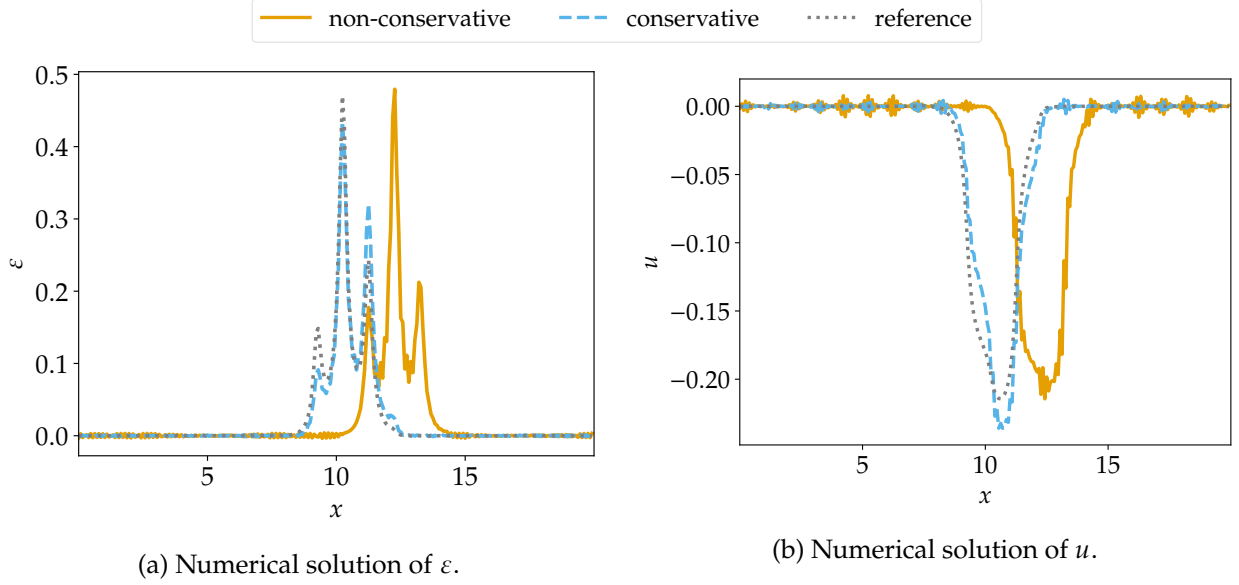 non-conservative conservative reference
0.5
0.4
0.3
0.2
0.1
0.0
ε
5 10 15
x
(a) Numerical solution of ε.
0.00
−0.05
−0.10
−0.15
−0.20
u
5 10 15
x
(b) Numerical solution of u.